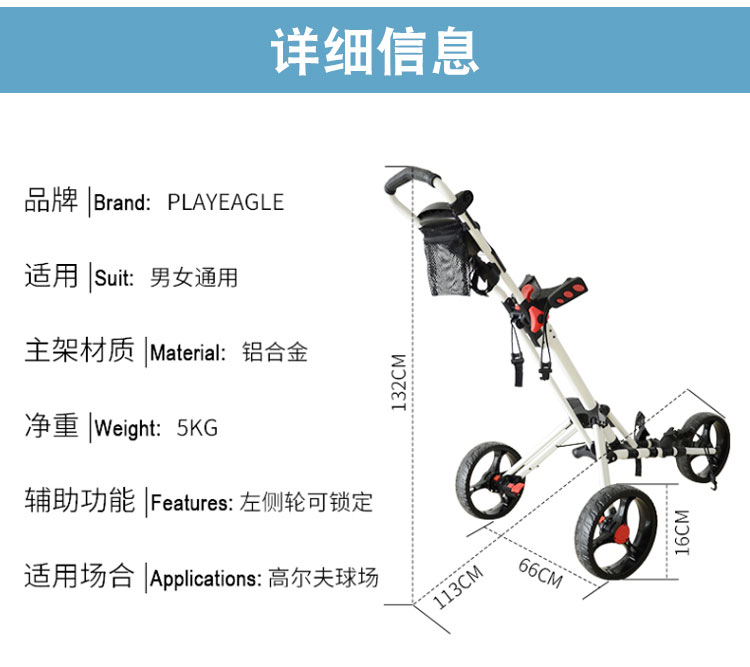 详细信息
品牌 |Brand: PLAYEAGLE
适用 |Suit: 男女通用
主架材质 |Material: 铝合金
净重 |Weight: 5KG
辅助功能 |Features: 左侧轮可锁定
适用场合 |Applications: 高尔夫球场
132CM
113CM
66CM
16CM